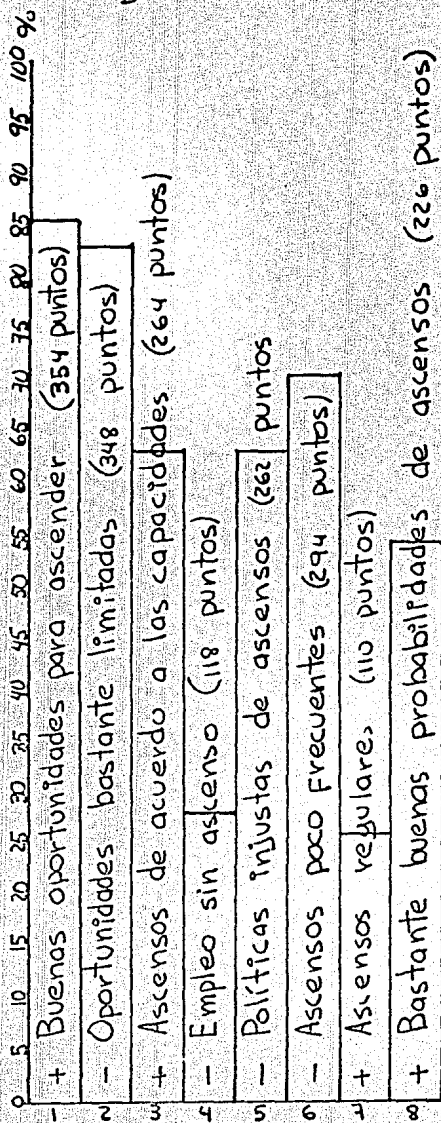 0 5 10 15 20 25 30 35 40 45 50 55 60 65 70 75 80 85 90 95 100 %
1 + Buenas oportunidades para ascender (354 puntos)
2 - Oportunidades bastante limitadas (348 puntos)
3 + Ascensos de acuerdo a las capacidades (264 puntos)
4 - Empleo sin ascenso (118 puntos)
5 - Políticas injustas de ascensos (262 puntos
6 - Ascensos poco frecuentes (294 puntos)
7 + Ascensos regulares (110 puntos)
8 + Bastante buenas probabilidades de ascensos (226 puntos)